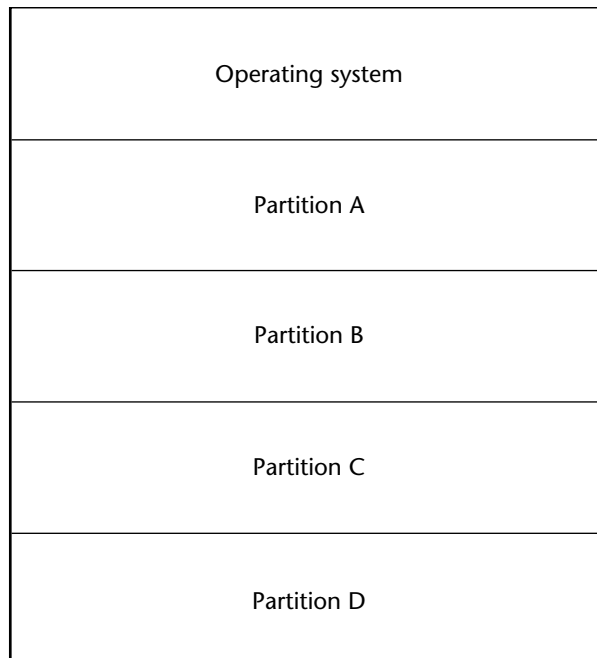 Operating system
Partition A
Partition B
Partition C
Partition D